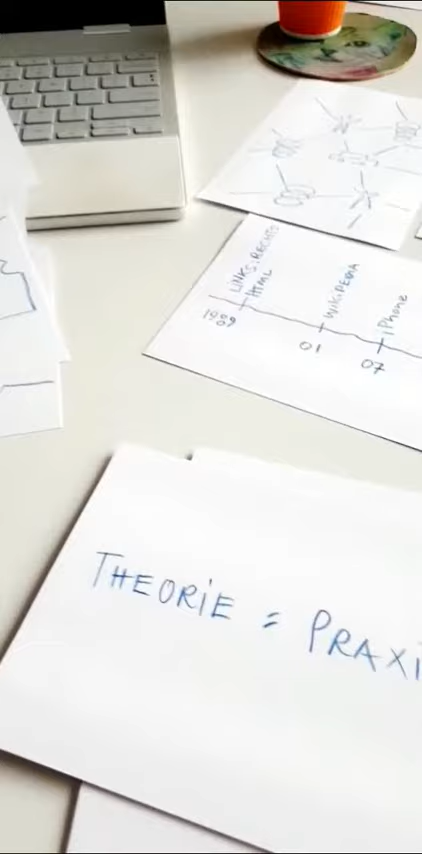 LINKS: RECHTS
HTML
WIKIPEDIA
iPhone
1989
01
07
THEORIE = PRAXI